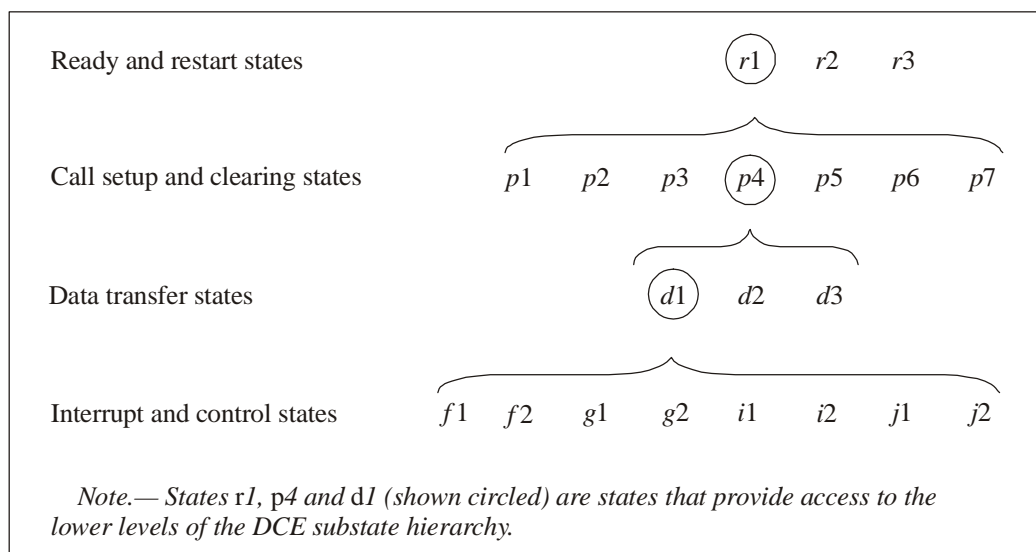 Ready and restart states r1 r2 r3
Call setup and clearing states p1 p2 p3 p4 p5 p6 p7
Data transfer states d1 d2 d3
Interrupt and control states f1 f2 g1 g2 i1 i2 j1 j2
Note.— States r1, p4 and d1 (shown circled) are states that provide access to the
lower levels of the DCE substate hierarchy.